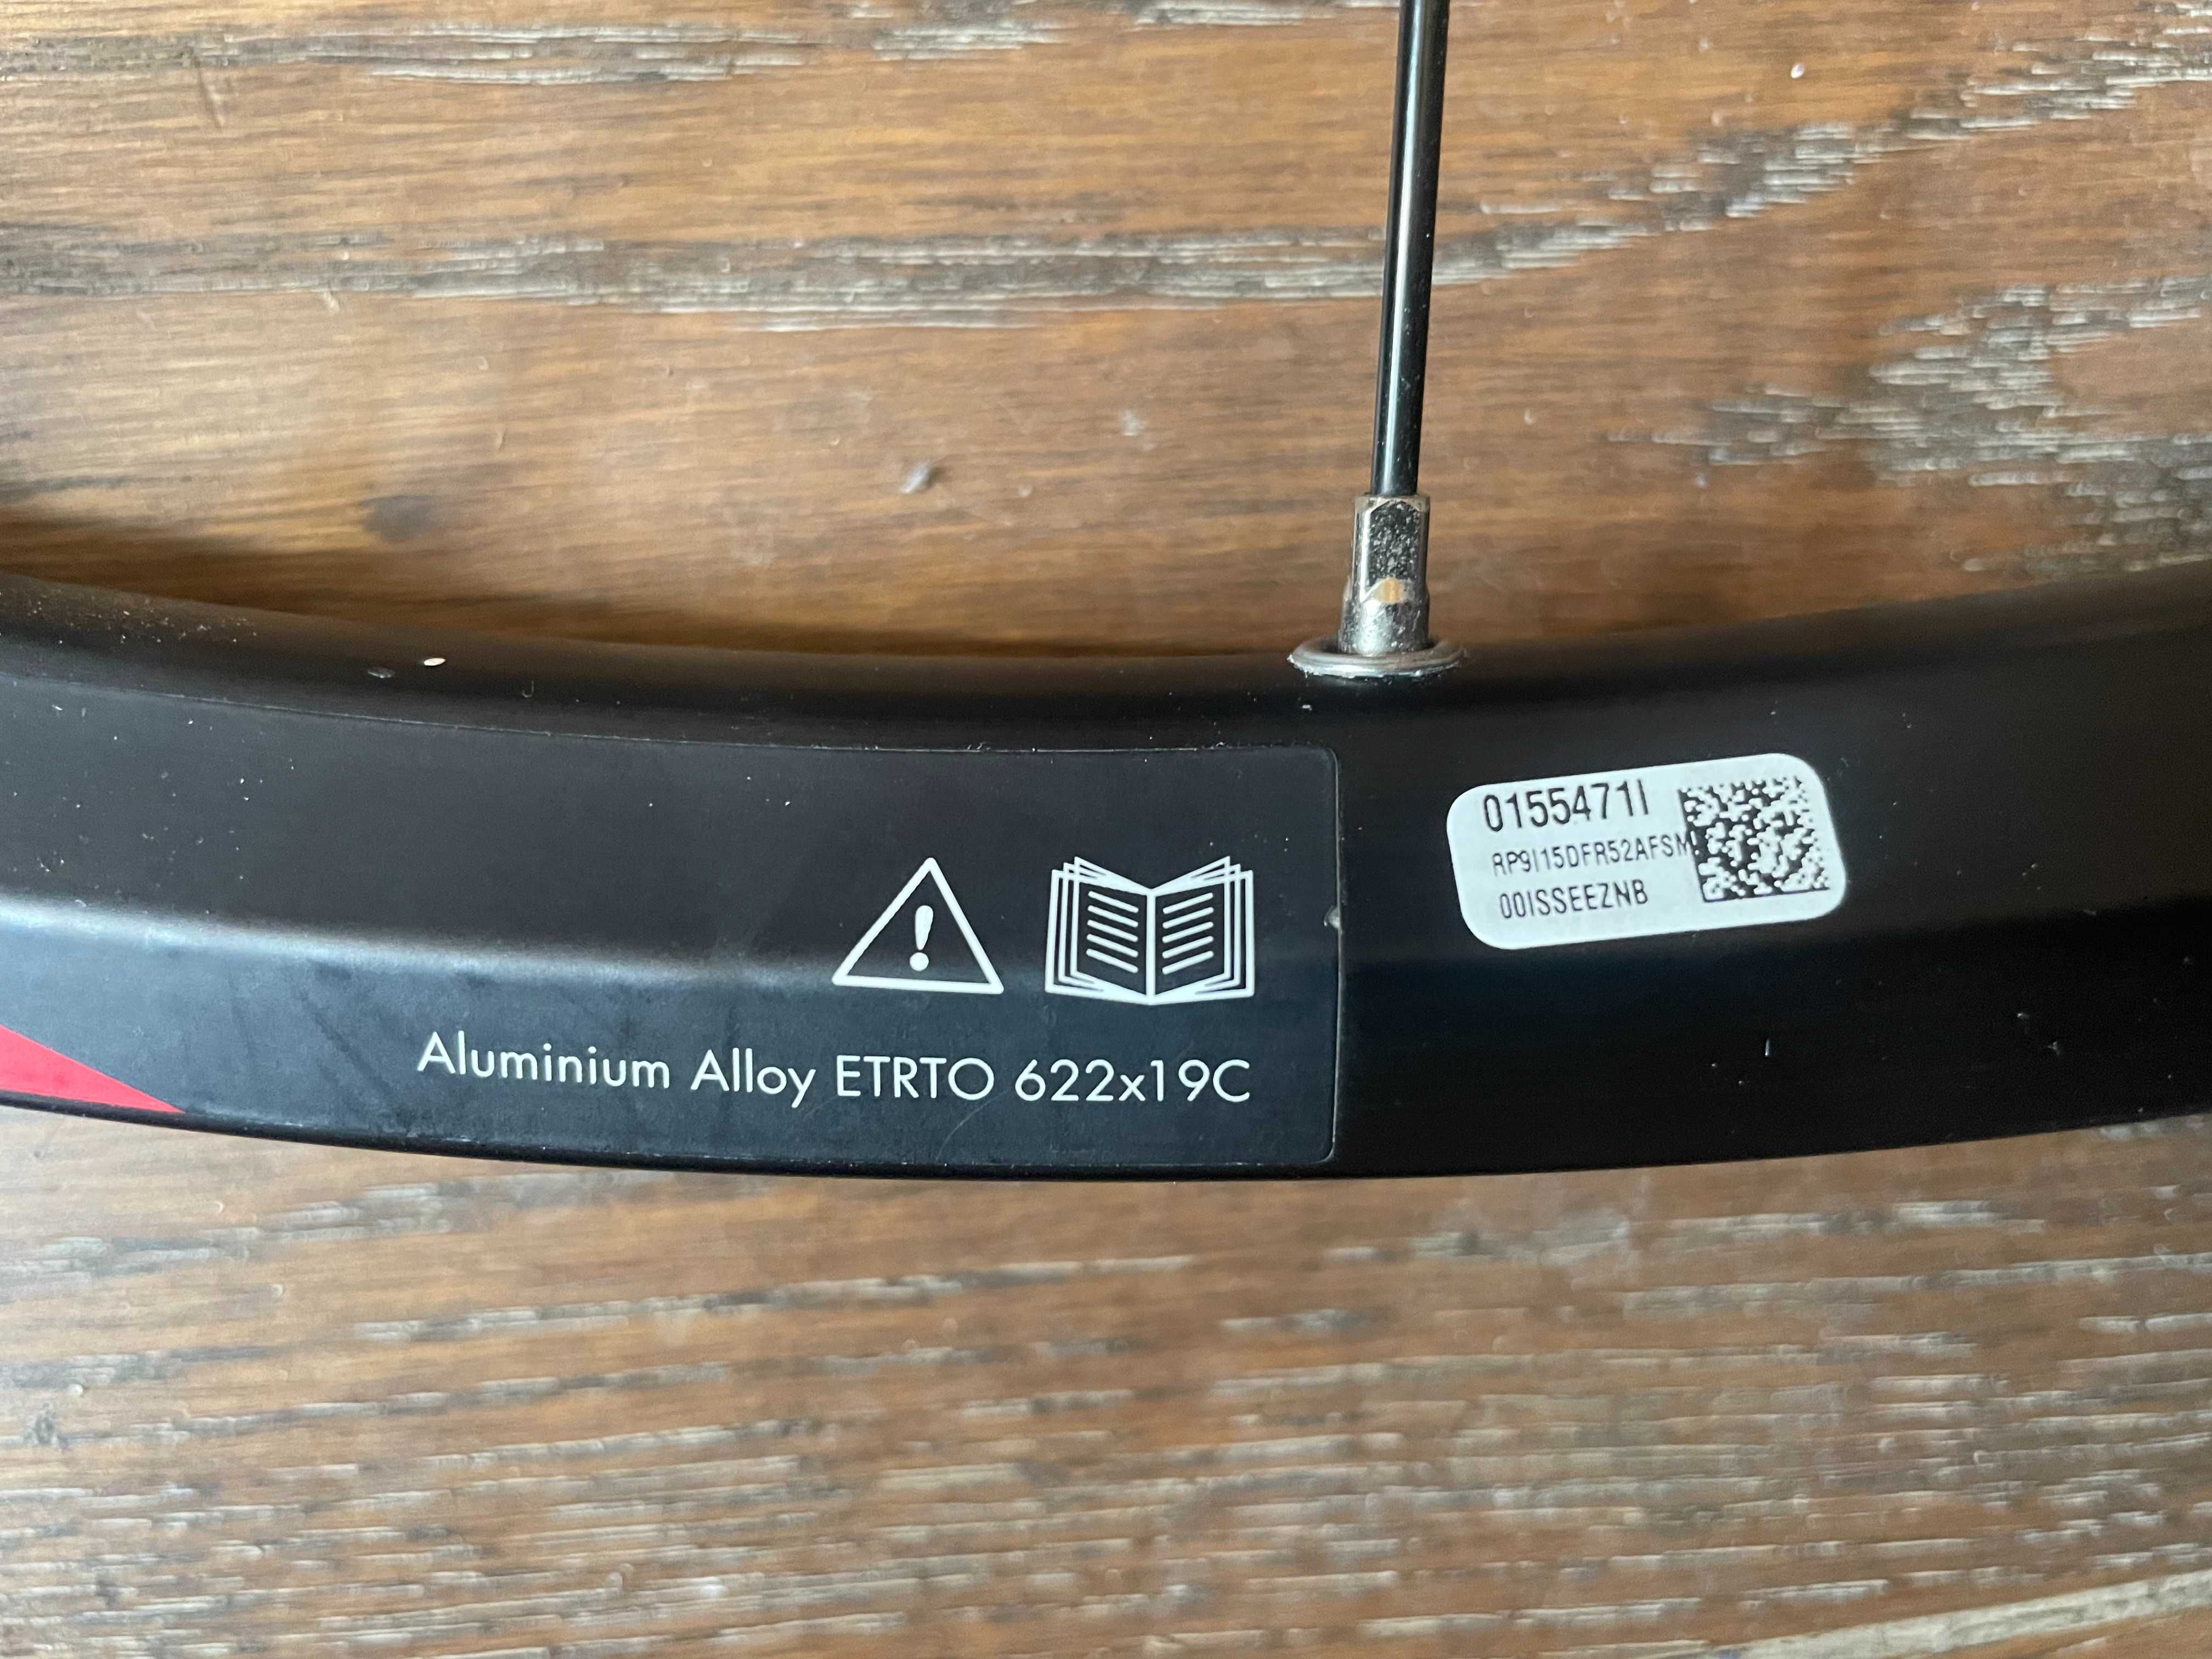 Aluminium Alloy ETRTO 622x19C
0155471I
RP9I15DFR52AFSM
00ISSEEZNB